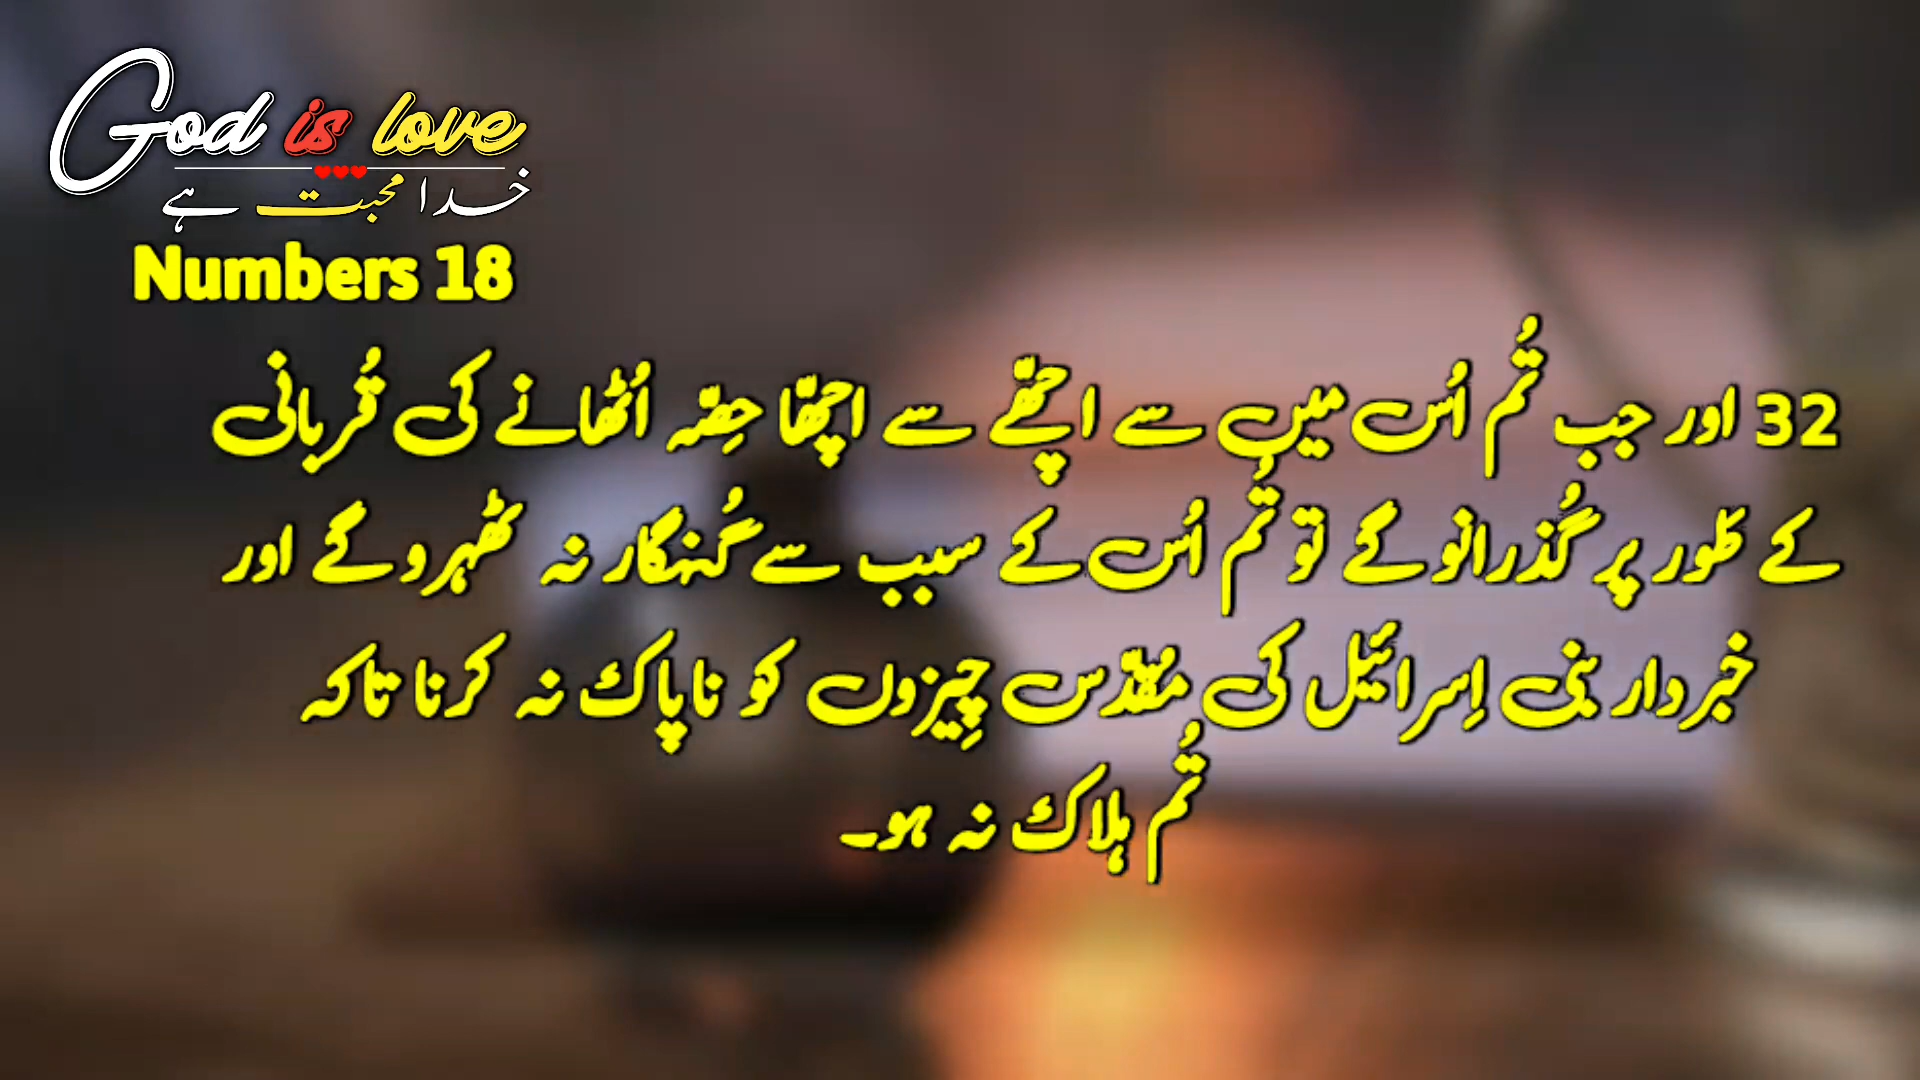 God is love
خدا محبت ہے
Numbers 18
32 اور جب تُم اُس میں سے اچھّے سے اچھّا حِصّہ اُٹھانے کی قُربانی
کے طَور پر گُذرانو گے تو تُم اُس کے سبب سے گُنہگار نہ ٹھہرو گے اور
خبردار بنی اِسرائیل کی مُقدّس چِیزوں کو ناپاک نہ کرنا تاکہ
تُم ہلاک نہ ہو۔